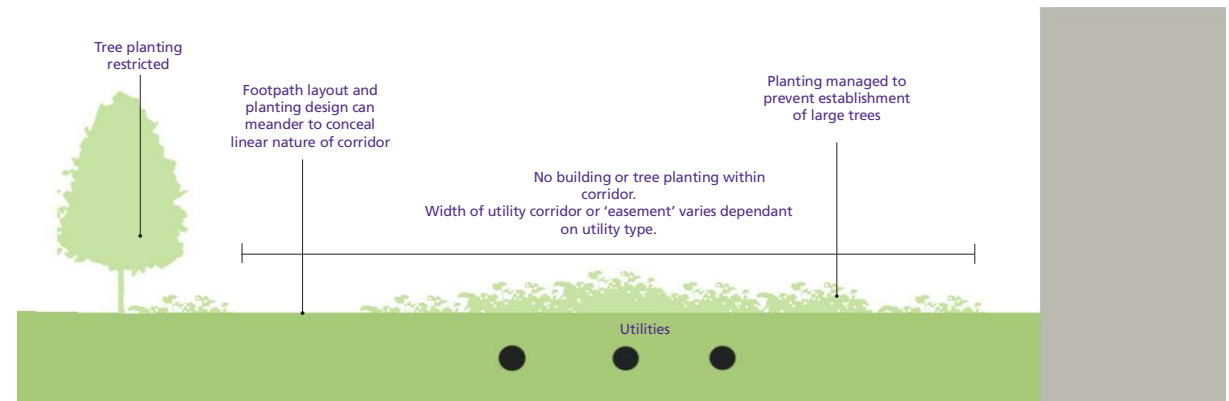 Tree planting
restricted
Footpath layout and
planting design can
meander to conceal
linear nature of corridor
Planting managed to
prevent establishment
of large trees
No building or tree planting within
corridor.
Width of utility corridor or ‘easement’ varies dependant
on utility type.
Utilities